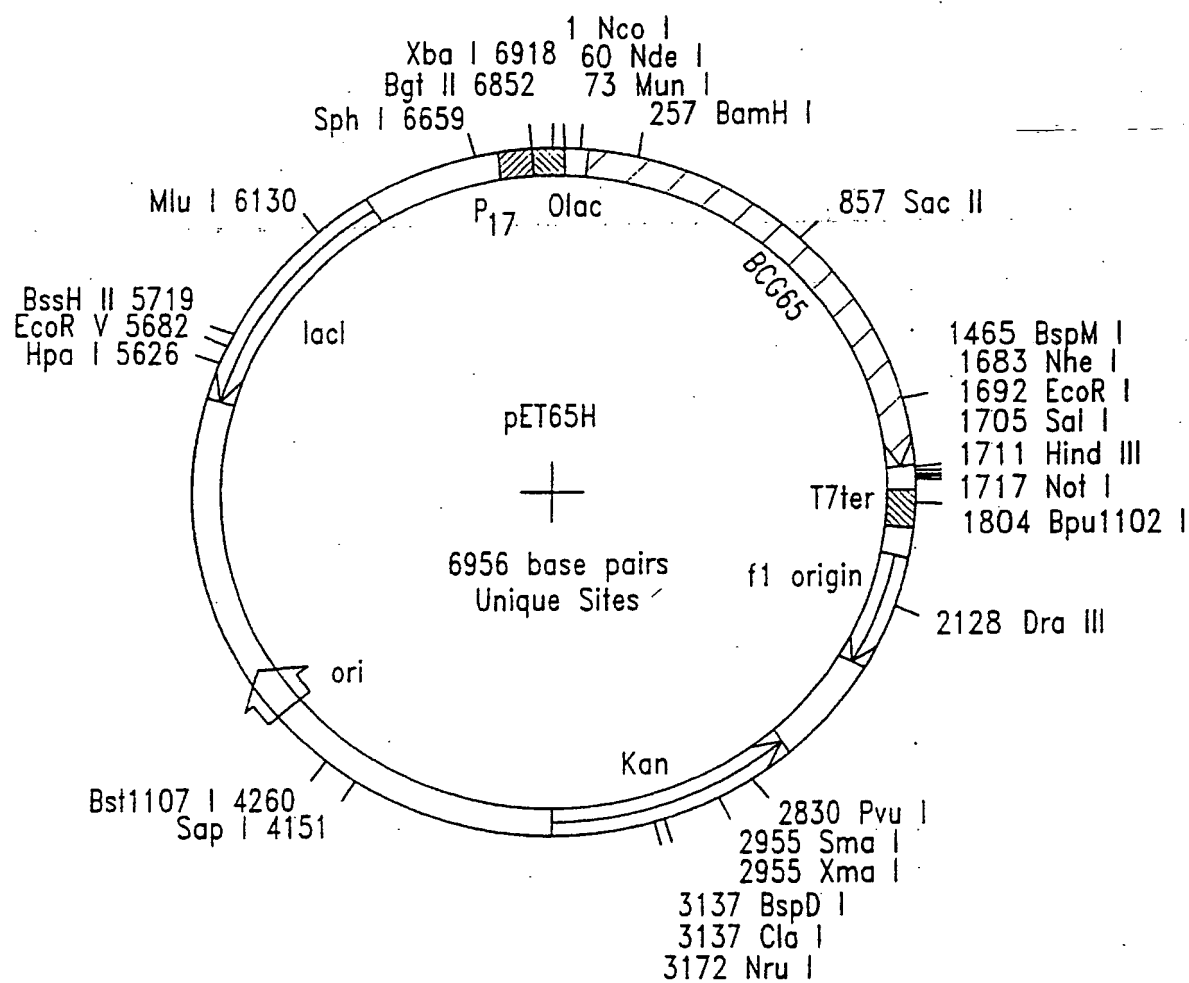 1 Nco I
Xba I 6918 60 Nde I
Bgt II 6852 73 Mun I
Sph I 6659
257 BamH I
Mlu I 6130
857 Sac II
P17
Olac
BCG65
BssH II 5719
EcoR V 5682
Hpa I 5626
lacI
1465 BspM I
1683 Nhe I
1692 EcoR I
1705 Sal I
1711 Hind III
1717 Not I
1804 Bpu1102 I
pET65H
T7ter
6956 base pairs
Unique Sites
f1 origin
2128 Dra III
ori
Kan
Bst1107 I 4260
Sap I 4151
2830 Pvu I
2955 Sma I
2955 Xma I
3137 BspD I
3137 Cla I
3172 Nru I